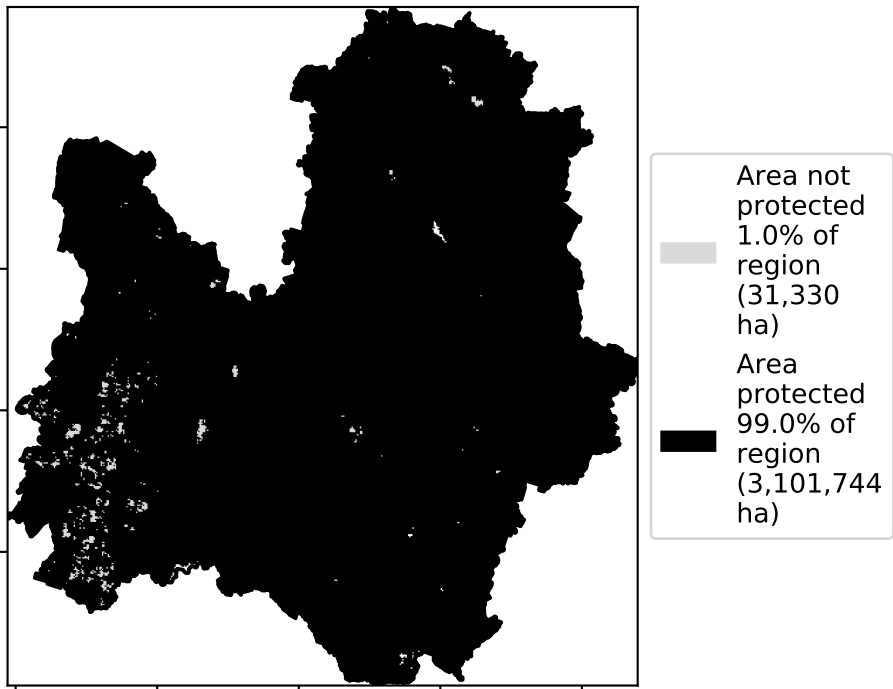 Area not
protected
1.0% of
region
(31,330
ha)
Area
protected
99.0% of
region
(3,101,744
ha)